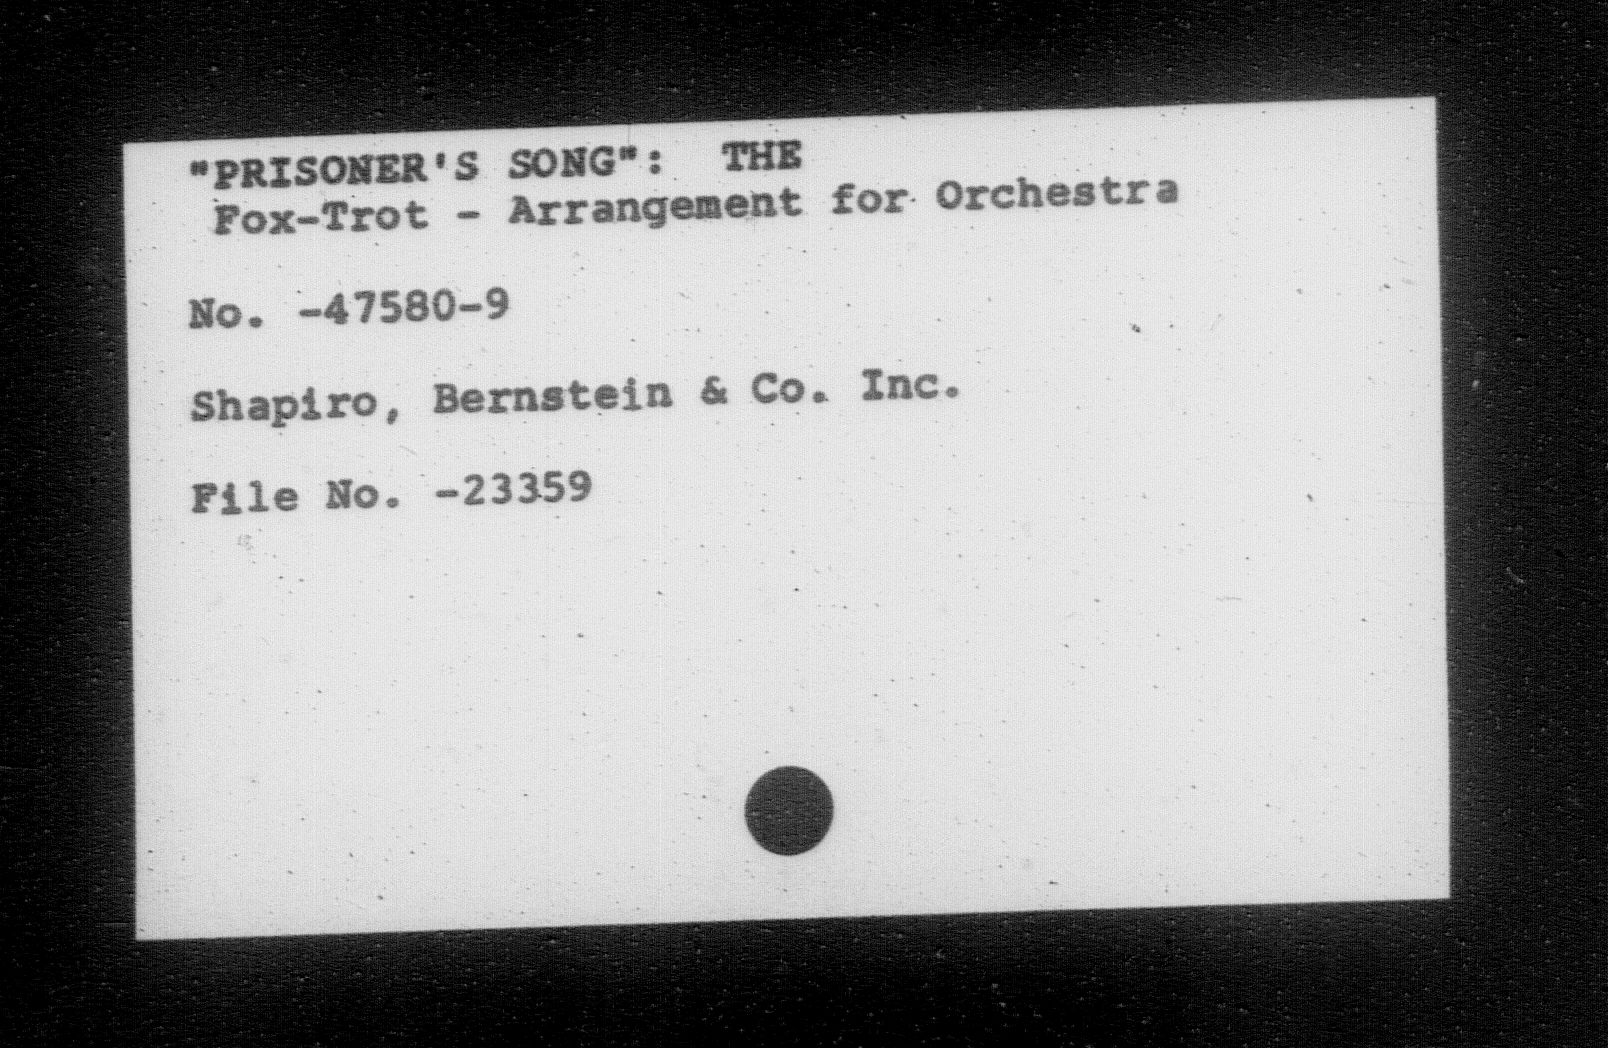 "PRISONER'S SONG":  THE
Fox-Trot - Arrangement for Orchestra
No. -47580-9
Shapiro, Bernstein & Co. Inc.
File No. -23359